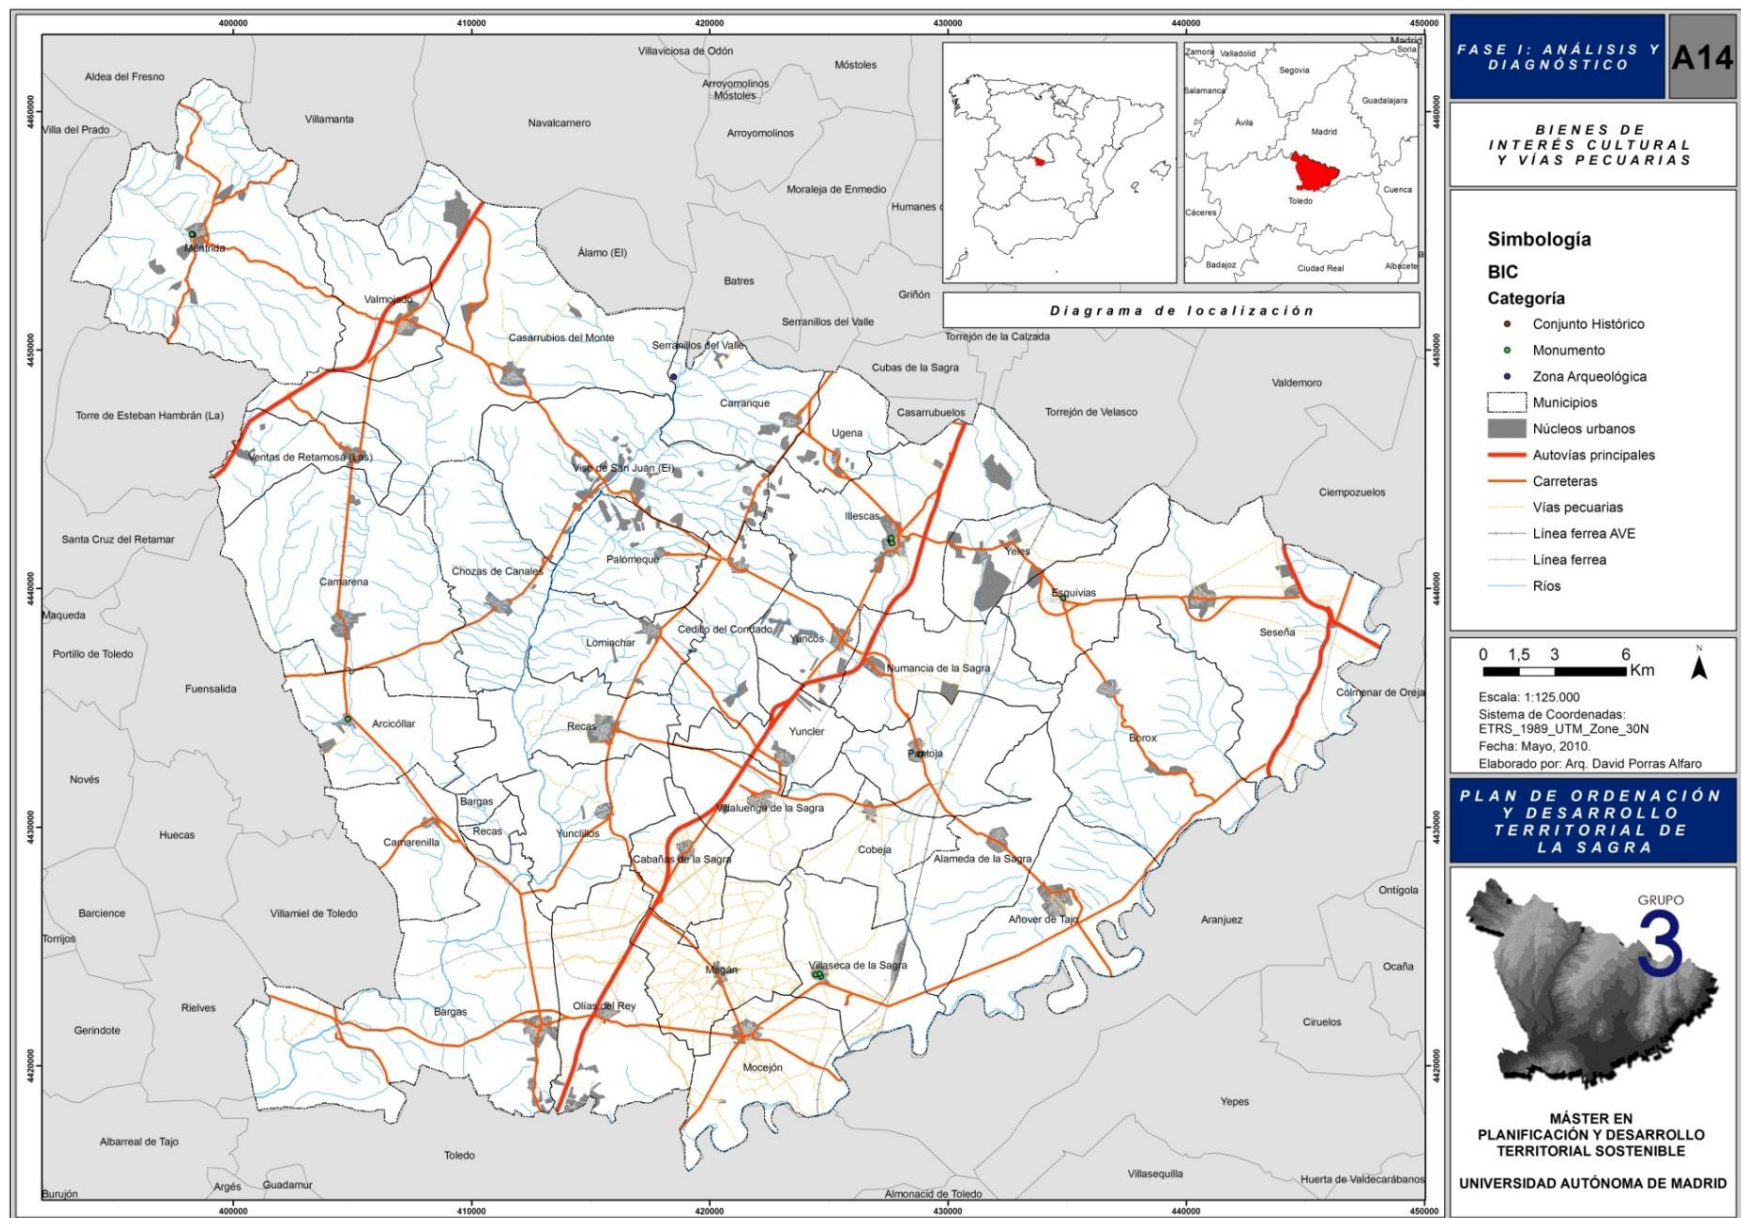 400000
410000
420000
430000
440000
450000
4460000
4450000
4440000
4430000
4420000
4460000
4450000
4440000
4430000
4420000
Aldea del Fresno
Villa del Prado
Villamanta
Navalcarnero
Villaviciosa de Odón
Móstoles
Arroyomolinos
Móstoles
Arroyomolinos
Moraleja de Enmedio
Álamo (El)
Batres
Griñón
Serranillos del Valle
Serranillos del Valle
Torrejón de la Calzada
Cubas de la Sagra
Casarrubuelos
Torrejón de Velasco
Valdemoro
Ciempozuelos
Madrid
Méntrida
Valmojado
Casarrubios del Monte
Torre de Esteban Hambrán (La)
Ventas de Retamosa (Las)
Carranque
Ugena
Viso de San Juan (El)
Illescas
Santa Cruz del Retamar
Camarena
Chozas de Canales
Palomeque
Yeles
Esquivias
Seseña
Maqueda
Portillo de Toledo
Fuensalida
Lominchar
Cedillo del Condado
Yuncos
Numancia de la Sagra
Colmenar de Oreja
Arcicóllar
Recas
Yuncler
Pantoja
Borox
Novés
Huecas
Bargas
Recas
Camarenilla
Yunclillos
Villaluenga de la Sagra
Cabañas de la Sagra
Cobeja
Alameda de la Sagra
Barcience
Villamiel de Toledo
Torrijos
Añover de Tajo
Aranjuez
Ontígola
Ocaña
Magán
Villaseca de la Sagra
Rielves
Gerindote
Bargas
Olías del Rey
Mocejón
Ciruelos
Yepes
Albarreal de Tajo
Toledo
Burujón
Argés
Guadamur
Almonacid de Toledo
Villasequilla
Huerta de Valdecarábanos
400000
410000
420000
430000
440000
450000
Zamora
Valladolid
Soria
Segovia
Salamanca
Guadalajara
Ávila
Madrid
Cuenca
Toledo
Cáceres
Badajoz
Ciudad Real
Albacete
Diagrama de localización
FASE I: ANÁLISIS Y
DIAGNÓSTICO
A14
BIENES DE
INTERÉS CULTURAL
Y VÍAS PECUARIAS
Simbología
BIC
Categoría
Conjunto Histórico
Monumento
Zona Arqueológica
Municipios
Núcleos urbanos
Autovías principales
Carreteras
Vías pecuarias
Línea ferrea AVE
Línea ferrea
Ríos
0 1,5 3 6
Km
N
Escala: 1:125.000
Sistema de Coordenadas:
ETRS_1989_UTM_Zone_30N
Fecha: Mayo, 2010.
Elaborado por: Arq. David Porras Alfaro
PLAN DE ORDENACIÓN
Y DESARROLLO
TERRITORIAL DE
LA SAGRA
GRUPO
3
MÁSTER EN
PLANIFICACIÓN Y DESARROLLO
TERRITORIAL SOSTENIBLE
UNIVERSIDAD AUTÓNOMA DE MADRID